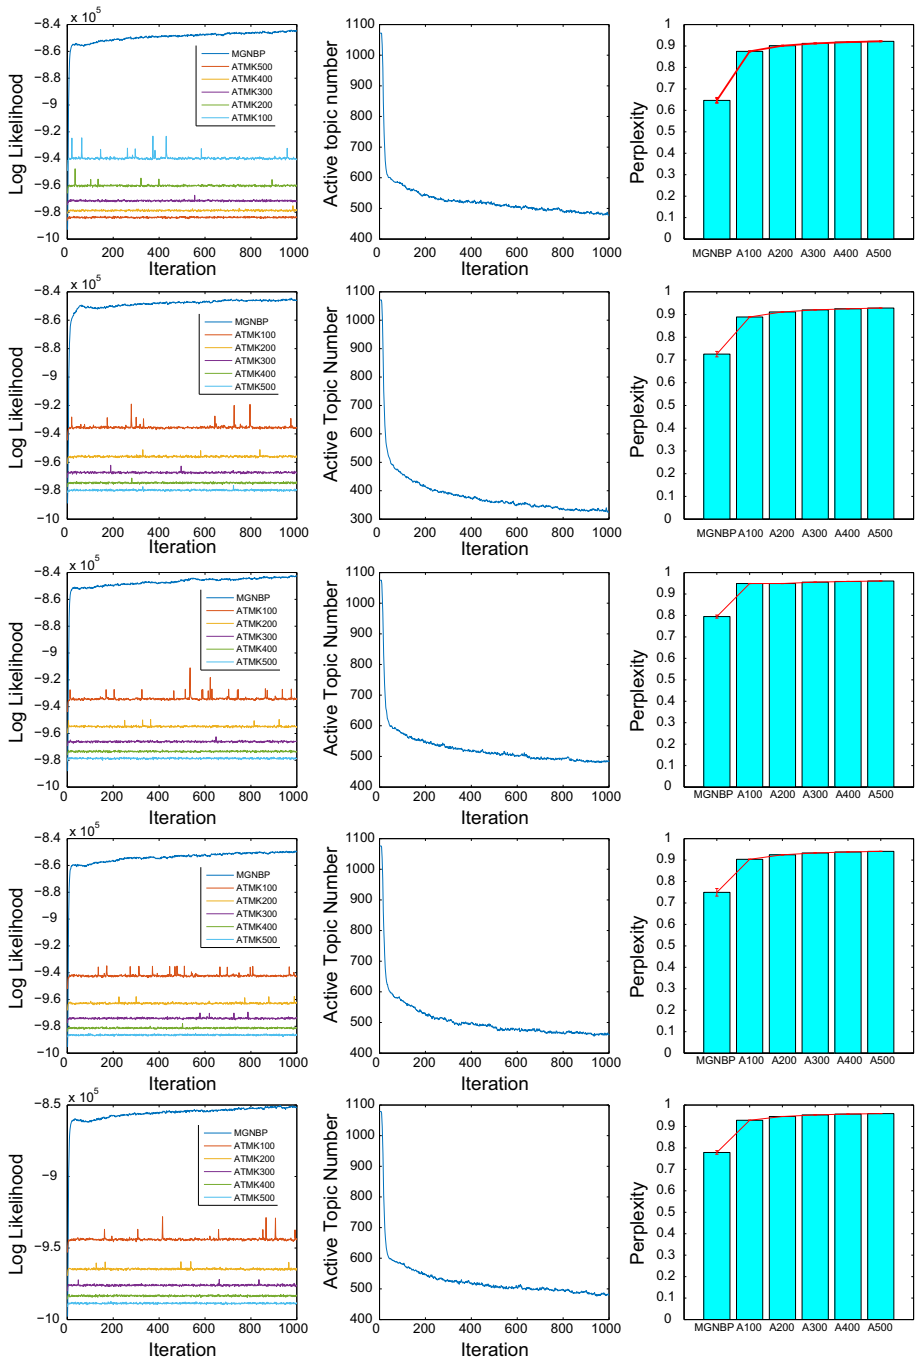 x 10^5
Log Likelihood
−8.4
−8.6
−8.8
−9
−9.2
−9.4
−9.6
−9.8
−10
0 200 400 600 800 1000
Iteration
MGNBP
ATMK500
ATMK400
ATMK300
ATMK200
ATMK100
Active topic number
1100
1000
900
800
700
600
500
400
0 200 400 600 800 1000
Iteration
Perplexity
1
0.9
0.8
0.7
0.6
0.5
0.4
0.3
0.2
0.1
0
MGNBP A100 A200 A300 A400 A500
x 10^5
Log Likelihood
−8.4
−8.6
−8.8
−9
−9.2
−9.4
−9.6
−9.8
−10
0 200 400 600 800 1000
Iteration
MGNBP
ATMK100
ATMK200
ATMK300
ATMK400
ATMK500
Active Topic Number
1100
1000
900
800
700
600
500
400
300
0 200 400 600 800 1000
Iteration
Perplexity
1
0.9
0.8
0.7
0.6
0.5
0.4
0.3
0.2
0.1
0
MGNBP A100 A200 A300 A400 A500
x 10^5
Log Likelihood
−8.4
−8.6
−8.8
−9
−9.2
−9.4
−9.6
−9.8
−10
0 200 400 600 800 1000
Iteration
MGNBP
ATMK100
ATMK200
ATMK300
ATMK400
ATMK500
Active Topic Number
1100
1000
900
800
700
600
500
400
0 200 400 600 800 1000
Iteration
Perplexity
1
0.9
0.8
0.7
0.6
0.5
0.4
0.3
0.2
0.1
0
MGNBP A100 A200 A300 A400 A500
x 10^5
Log Likelihood
−8.4
−8.6
−8.8
−9
−9.2
−9.4
−9.6
−9.8
−10
0 200 400 600 800 1000
Iteration
MGNBP
ATMK100
ATMK200
ATMK300
ATMK400
ATMK500
Active Topic Number
1100
1000
900
800
700
600
500
400
0 200 400 600 800 1000
Iteration
Perplexity
1
0.9
0.8
0.7
0.6
0.5
0.4
0.3
0.2
0.1
0
MGNBP A100 A200 A300 A400 A500
x 10^5
Log Likelihood
−8.5
−9
−9.5
−10
0 200 400 600 800 1000
Iteration
MGNBP
ATMK100
ATMK200
ATMK300
ATMK400
ATMK500
Active Topic Number
1100
1000
900
800
700
600
500
400
0 200 400 600 800 1000
Iteration
Perplexity
1
0.9
0.8
0.7
0.6
0.5
0.4
0.3
0.2
0.1
0
MGNBP A100 A200 A300 A400 A500